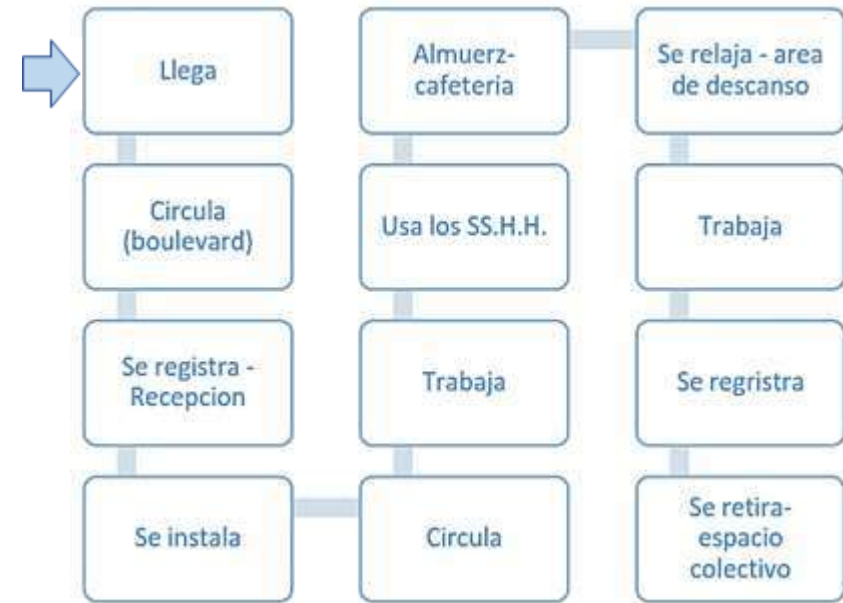 Llega
Circula
(boulevard)
Se registra -
Recepcion
Se instala
Circula
Trabaja
Usa los SS.H.H.
Almuerz-
cafeteria
Se relaja - area
de descanso
Trabaja
Se regristra
Se retira-
espacio
colectivo